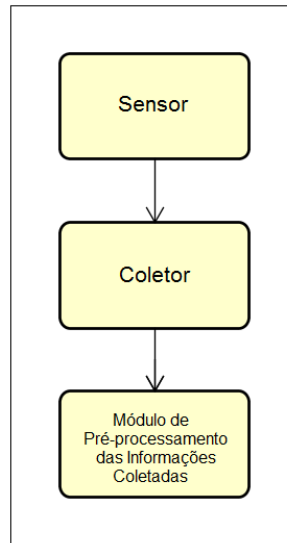 Sensor
Coletor
Módulo de
Pré-processamento
das Informações
Coletadas